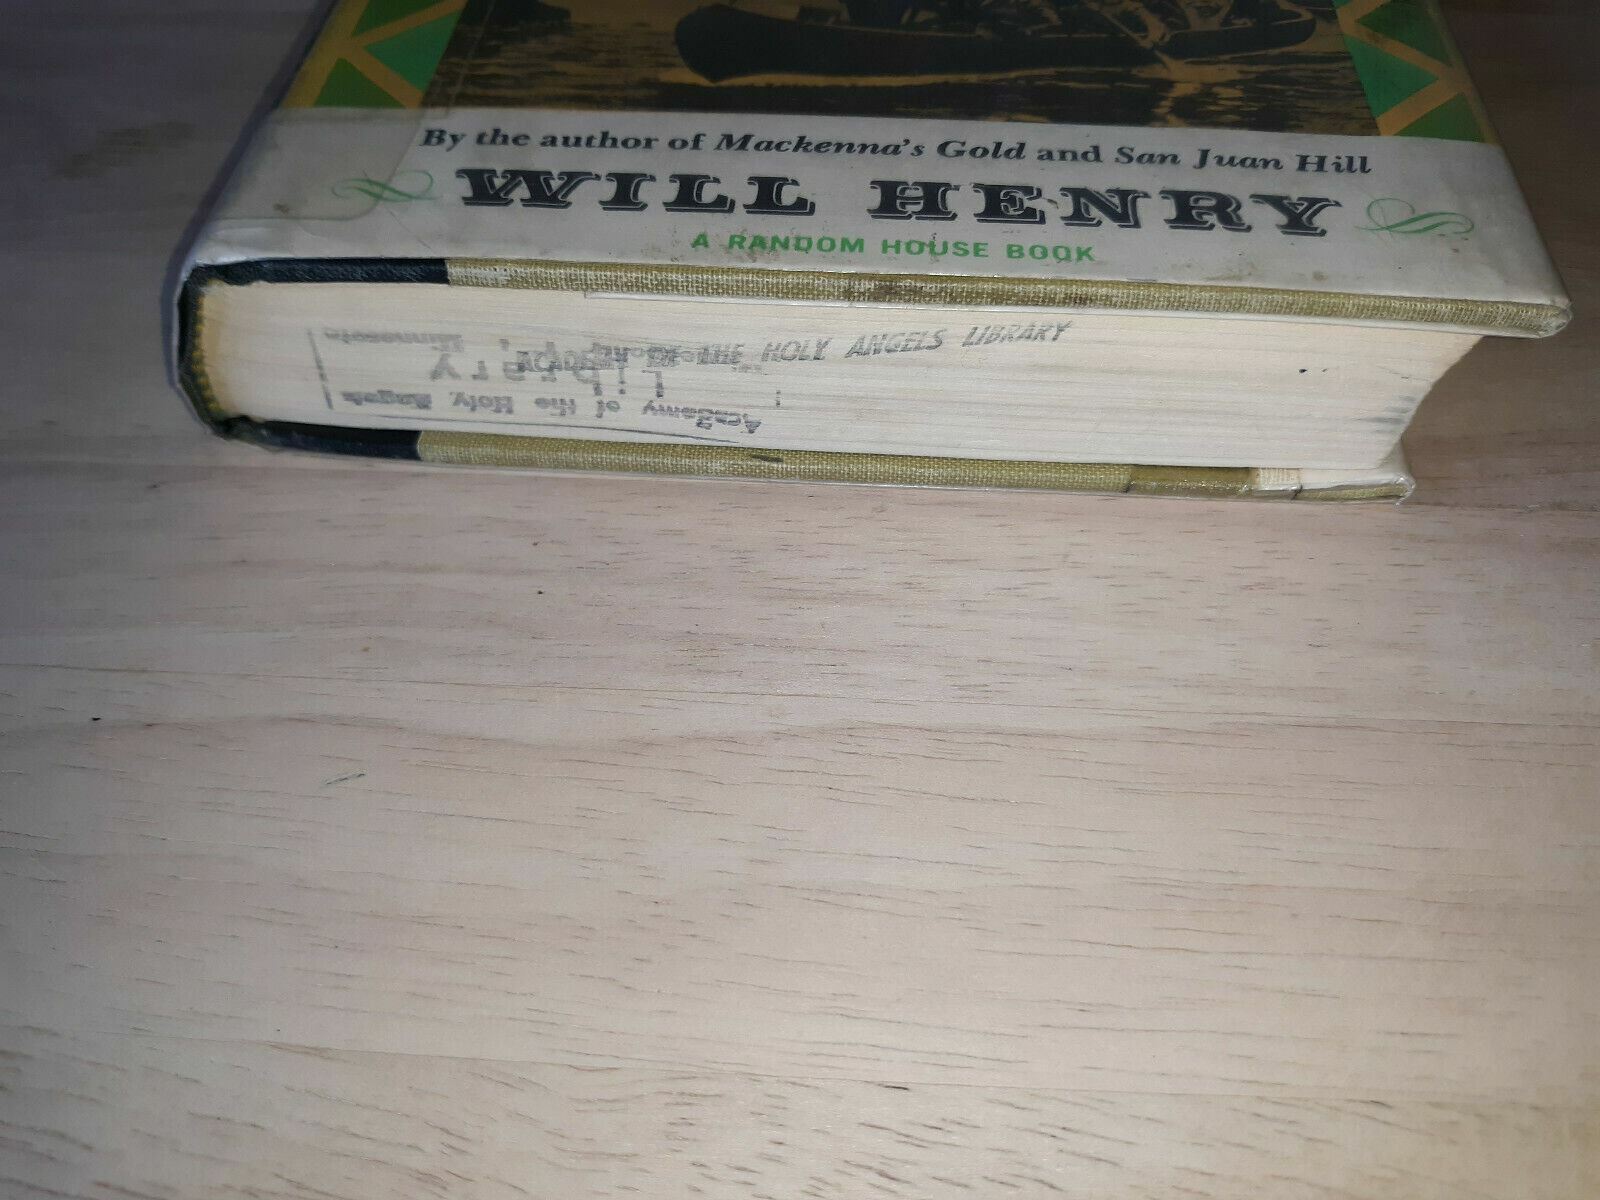 By the author of Mackenna's Gold and San Juan Hill
WILL HENRY
A RANDOM HOUSE BOOK
THE HOLY ANGELS LIBRARY
Academy of the Holy Angels
Library
Minnesota